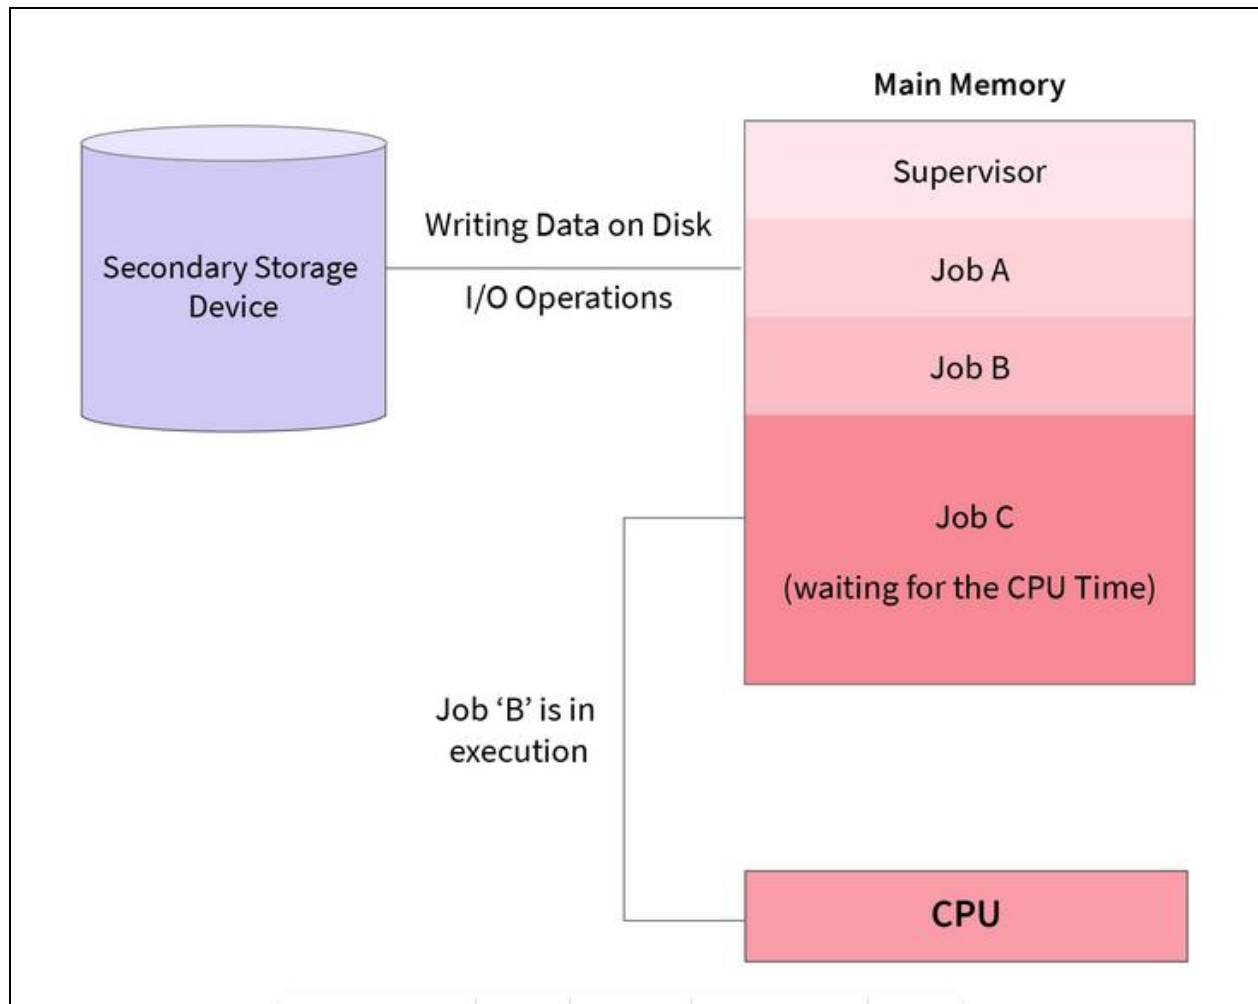 Main Memory
Supervisor
Writing Data on Disk
Secondary Storage
Device
I/O Operations
Job A
Job B
Job C
(waiting for the CPU Time)
Job ‘B’ is in
execution
CPU